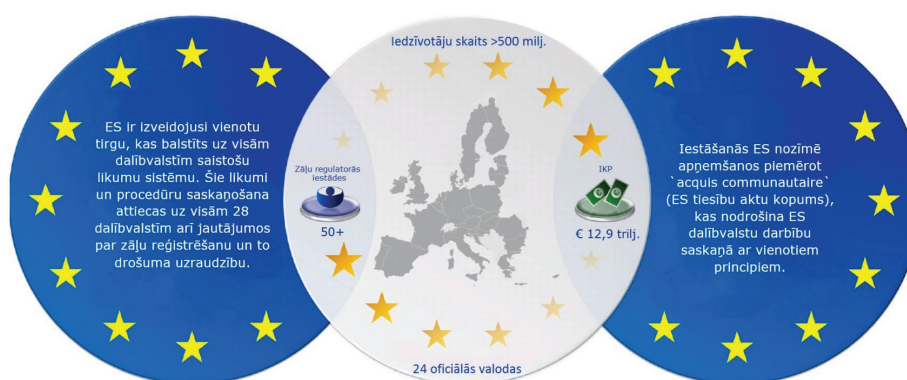 ES ir izveidojusi vienotu
tirgu, kas balstīts uz visām
dalībvalstīm saistošu
likumu sistēmu. Šie likumi
un procedūru saskaņošana
attiecas uz visām 28
dalībvalstīm arī jautājumos
par zāļu reģistrēšanu un to
drošuma uzraudzību.
Iedzīvotāju skaits >500 milj.
Zāļu regulatorās
iestādes
50+
IKP
€ 12,9 trilj.
24 oficiālās valodas
Iestāšanās ES nozīmē
apņemšanos piemērot
`acquis communautaire`
(ES tiesību aktu kopums),
kas nodrošina ES
dalībvalstu darbību
saskaņā ar vienotiem
principiem.